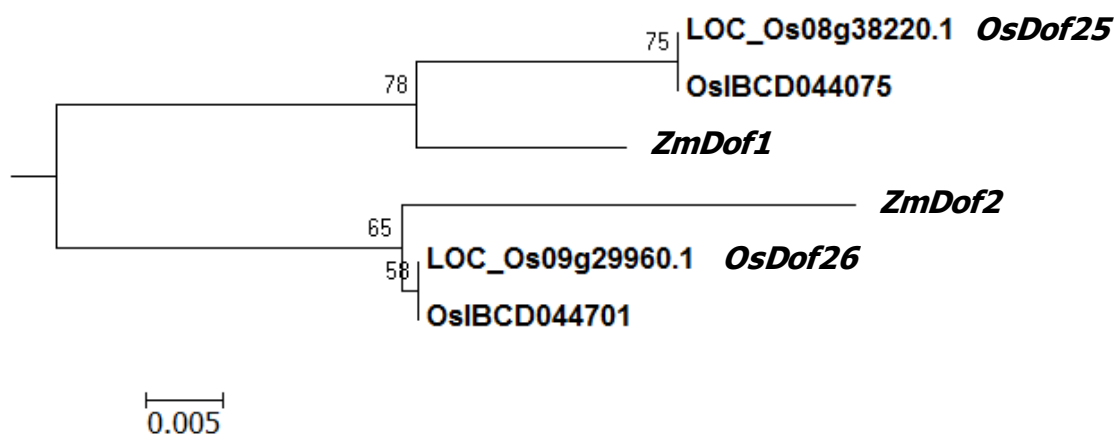 75 LOC_Os08g38220.1 OsDof25
78 OsIBCD044075
ZmDof1
ZmDof2
65
LOC_Os09g29960.1 OsDof26
58
OsIBCD044701
0.005